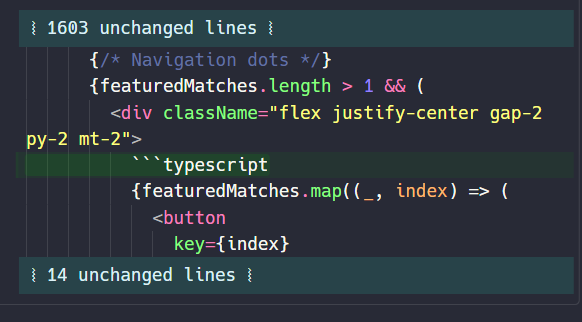 ⦚ 1603 unchanged lines ⦚
{/* Navigation dots */}
{featuredMatches.length > 1 && (
<div className="flex justify-center gap-2
py-2 mt-2">
```typescript
{featuredMatches.map((_, index) => (
<button
key={index}
⦚ 14 unchanged lines ⦚